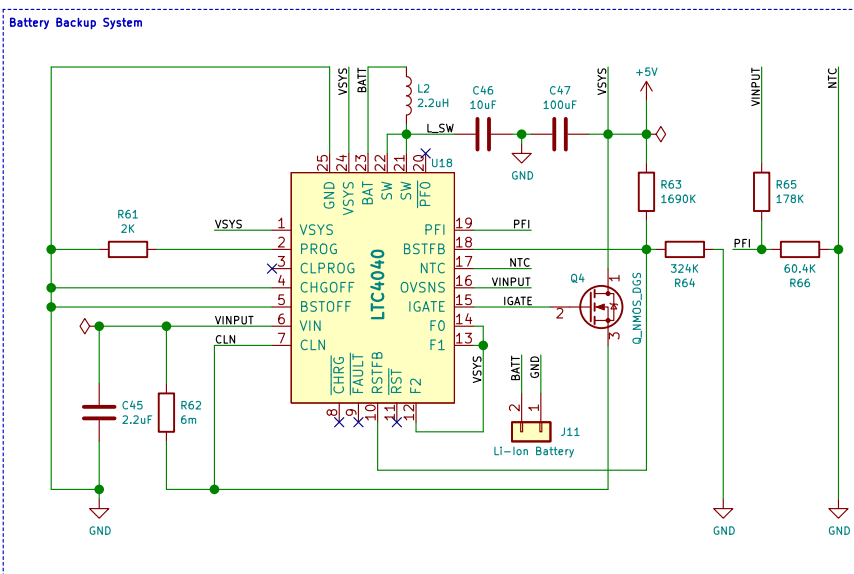 Battery Backup System
VSYS
BATT
L2
2.2uH
C46
10uF
C47
100uF
L_SW
VSYS
+5V
VINPUT
NTC
GND
25
24
23
22
21
20
U18
GND
VSYS
BAT
SW
SW
PFO
R61
2K
R63
1690K
R65
178K
VSYS
1
VSYS
PFI
19
PFI
2
PROG
BSTFB
18
3
CLPROG
NTC
17
NTC
4
CHGOFF
OVSNS
16
VINPUT
5
BSTOFF
IGATE
15
IGATE
VINPUT
6
VIN
F0
14
CLN
7
CLN
F1
13
LTC4040
CHRG
FAULT
RSTFB
RST
F2
8
9
10
11
12
324K
R64
PFI
60.4K
R66
Q4
1
2
3
Q_NMOS_DGS
C45
2.2uF
R62
6m
VSYS
BATT
GND
2
1
J11
Li-Ion Battery
GND
GND
GND